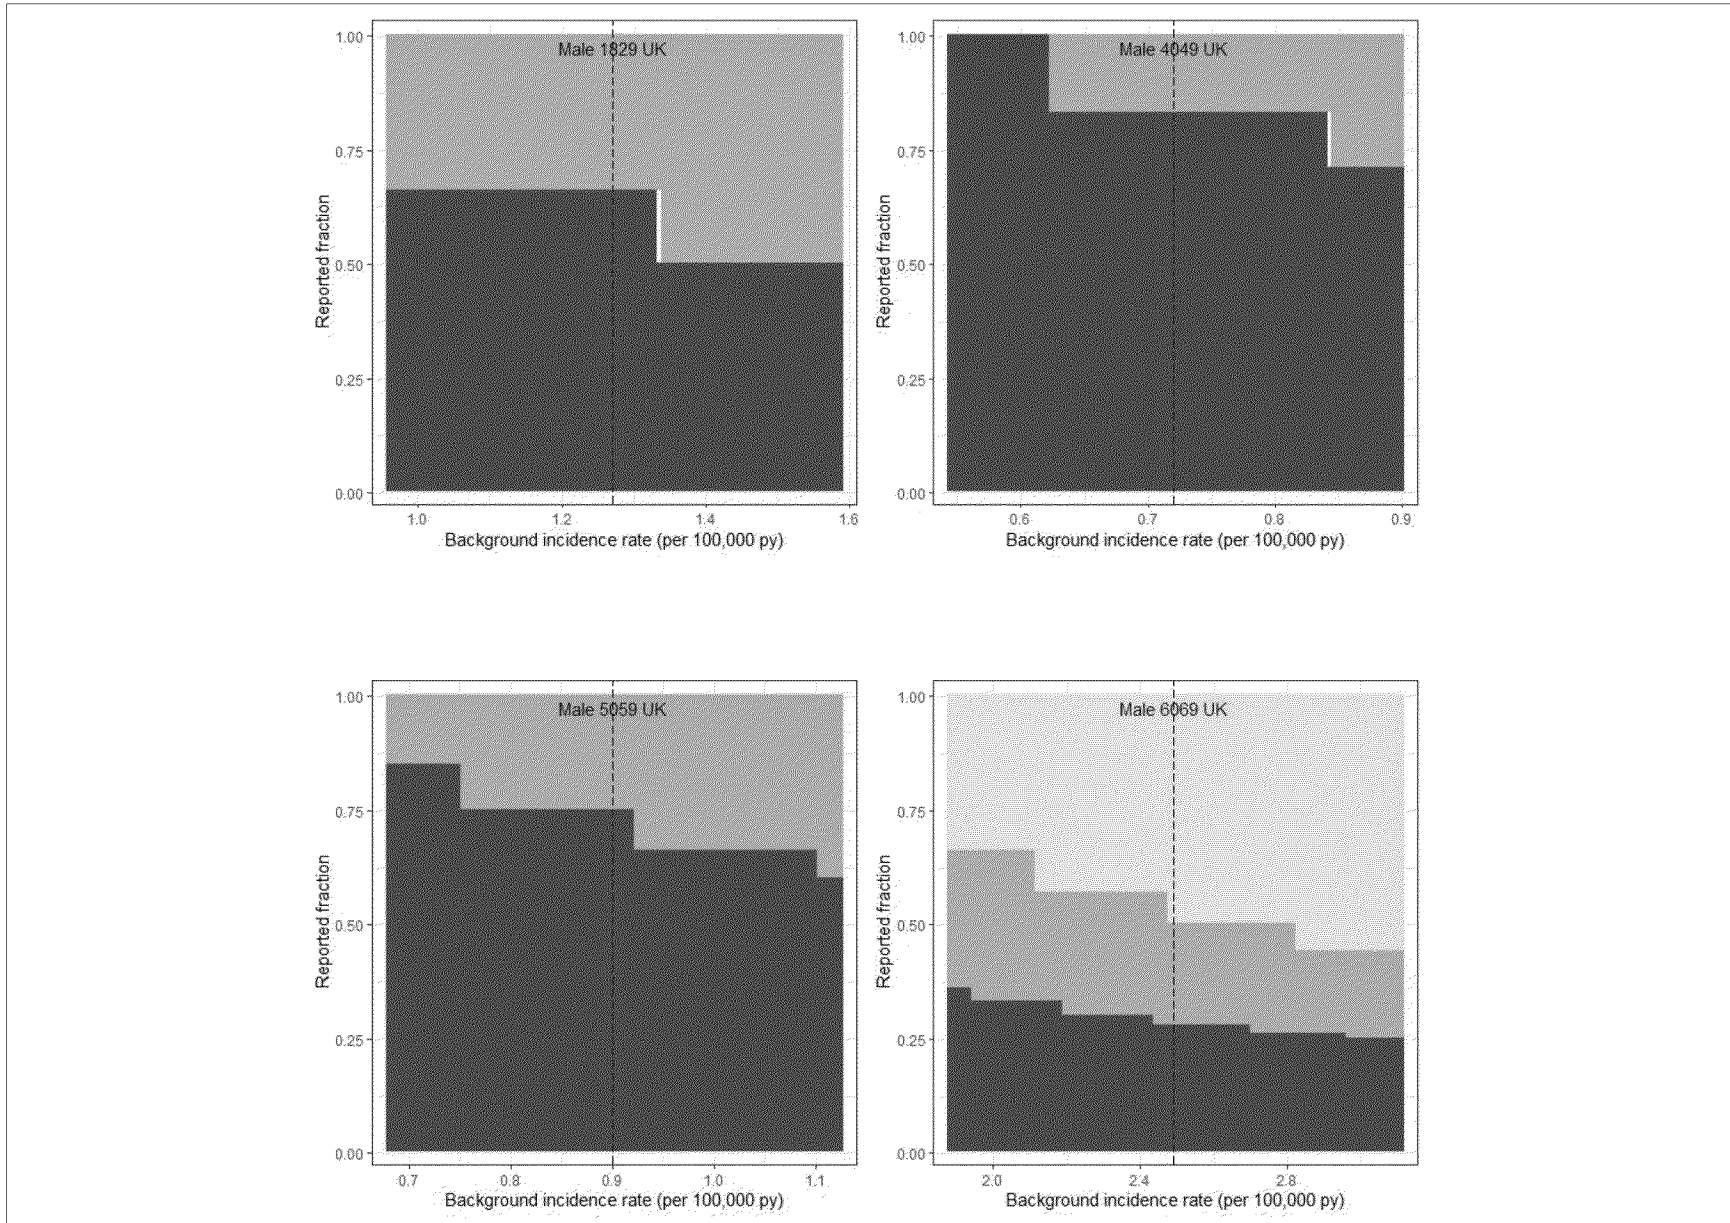 Male 1829 UK
1.00
0.75
0.50
0.25
0.00
Reported fraction
1.0 1.2 1.4 1.6
Background incidence rate (per 100,000 py)
Male 4049 UK
1.00
0.75
0.50
0.25
0.00
Reported fraction
0.6 0.7 0.8 0.9
Background incidence rate (per 100,000 py)
Male 5059 UK
1.00
0.75
0.50
0.25
0.00
Reported fraction
0.7 0.8 0.9 1.0 1.1
Background incidence rate (per 100,000 py)
Male 6069 UK
1.00
0.75
0.50
0.25
0.00
Reported fraction
2.0 2.4 2.8
Background incidence rate (per 100,000 py)